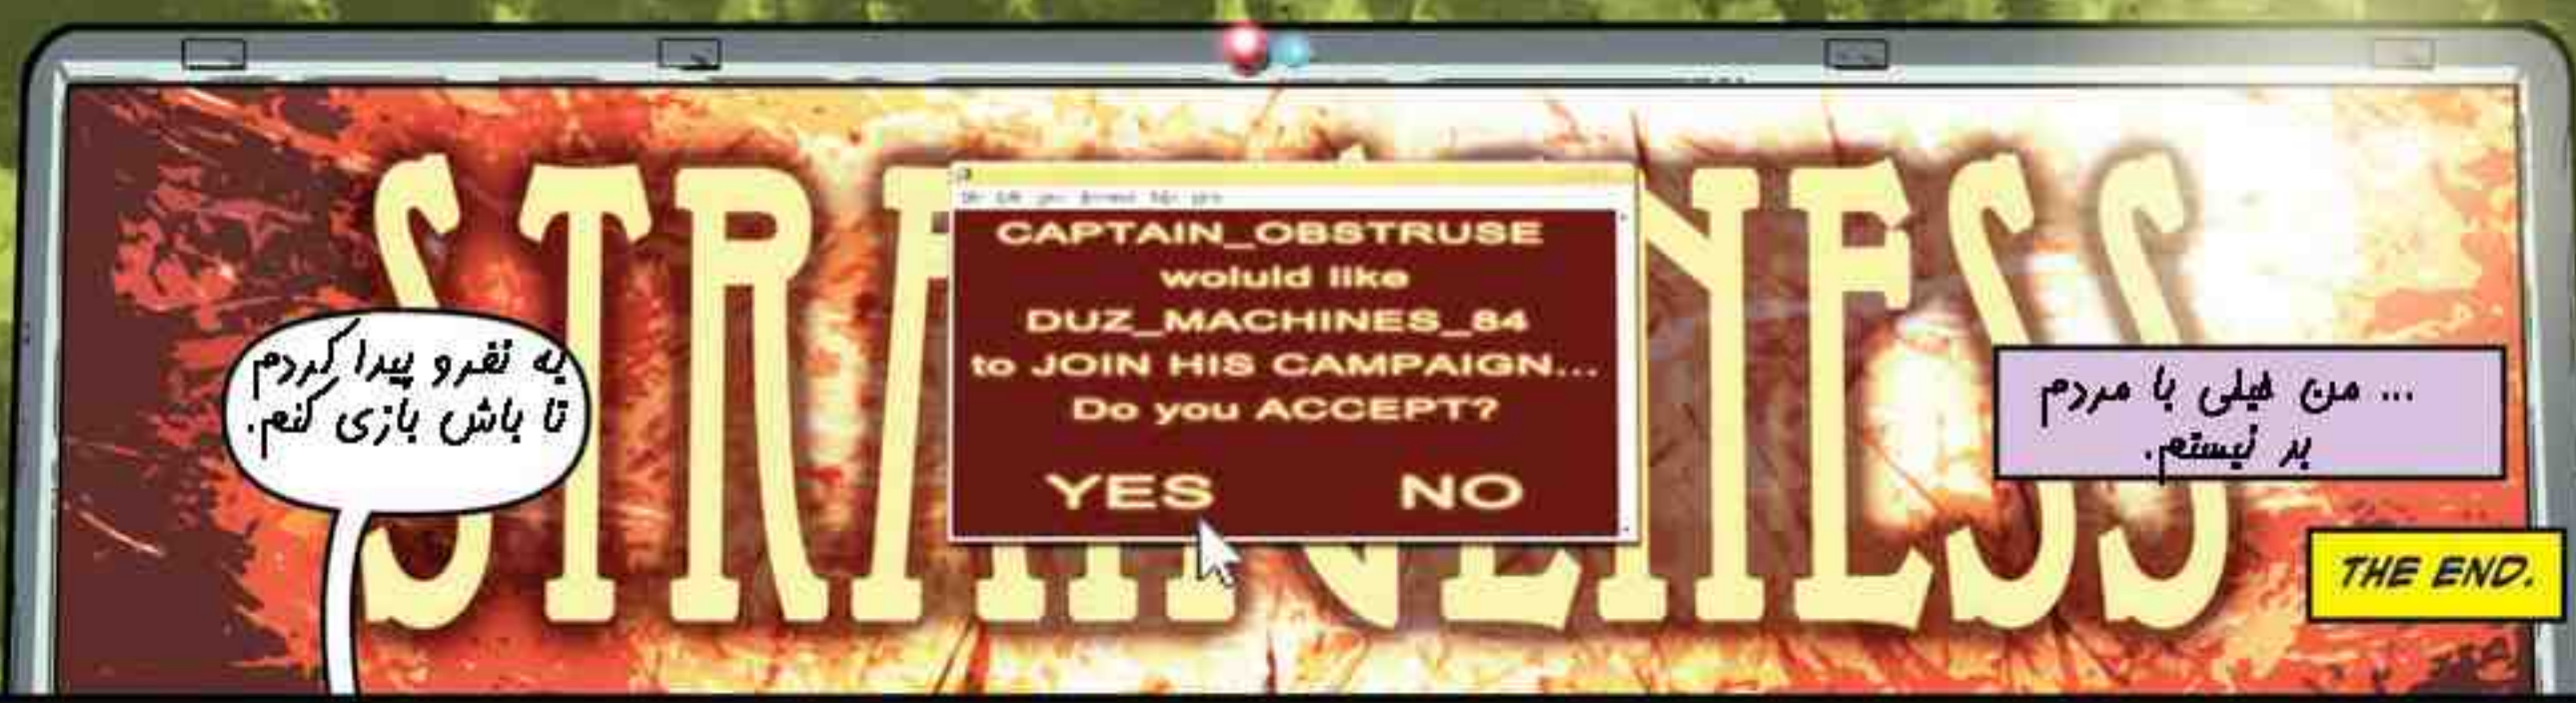 STRANGENESS
یه نفرو پیدا کردم
تا باش بازی کنم.
CAPTAIN_OBSTRUSE
woluld like
DUZ_MACHINES_84
to JOIN HIS CAMPAIGN...
Do you ACCEPT?
YES NO
... من خیلی با مردم
بد نیستم.
THE END.